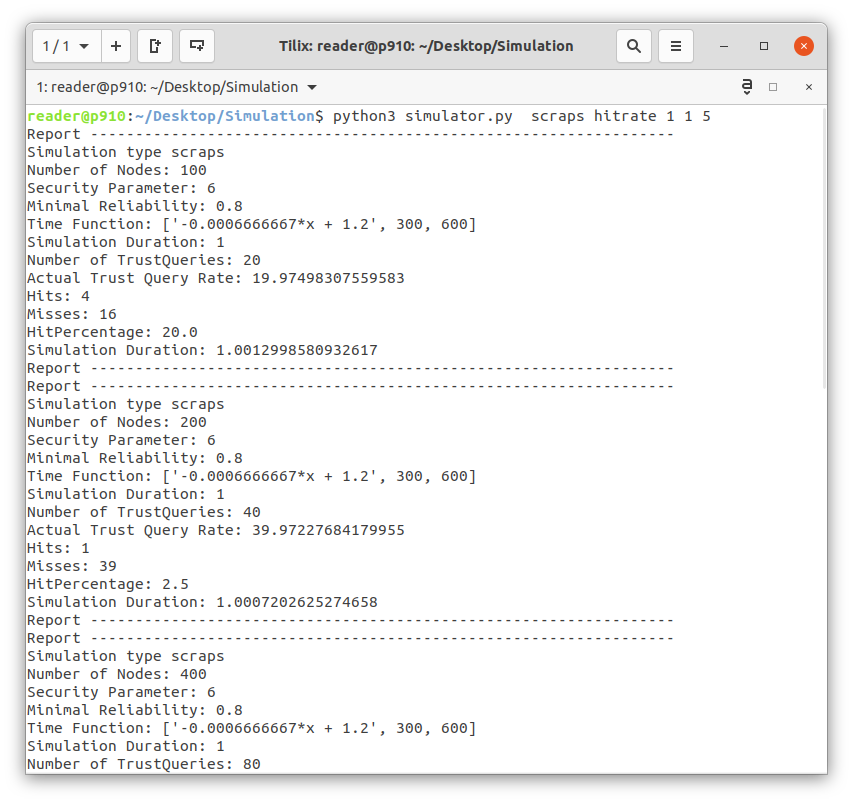 1 / 1
Tilix: reader@p910: ~/Desktop/Simulation
1: reader@p910: ~/Desktop/Simulation
reader@p910:~/Desktop/Simulation$ python3 simulator.py  scraps hitrate 1 1 5
Report -----------------------------------------------------------------
Simulation type scraps
Number of Nodes: 100
Security Parameter: 6
Minimal Reliability: 0.8
Time Function: ['-0.0006666667*x + 1.2', 300, 600]
Simulation Duration: 1
Number of TrustQueries: 20
Actual Trust Query Rate: 19.97498307559583
Hits: 4
Misses: 16
HitPercentage: 20.0
Simulation Duration: 1.0012998580932617
Report -----------------------------------------------------------------
Report -----------------------------------------------------------------
Simulation type scraps
Number of Nodes: 200
Security Parameter: 6
Minimal Reliability: 0.8
Time Function: ['-0.0006666667*x + 1.2', 300, 600]
Simulation Duration: 1
Number of TrustQueries: 40
Actual Trust Query Rate: 39.97227684179955
Hits: 1
Misses: 39
HitPercentage: 2.5
Simulation Duration: 1.0007202625274658
Report -----------------------------------------------------------------
Report -----------------------------------------------------------------
Simulation type scraps
Number of Nodes: 400
Security Parameter: 6
Minimal Reliability: 0.8
Time Function: ['-0.0006666667*x + 1.2', 300, 600]
Simulation Duration: 1
Number of TrustQueries: 80